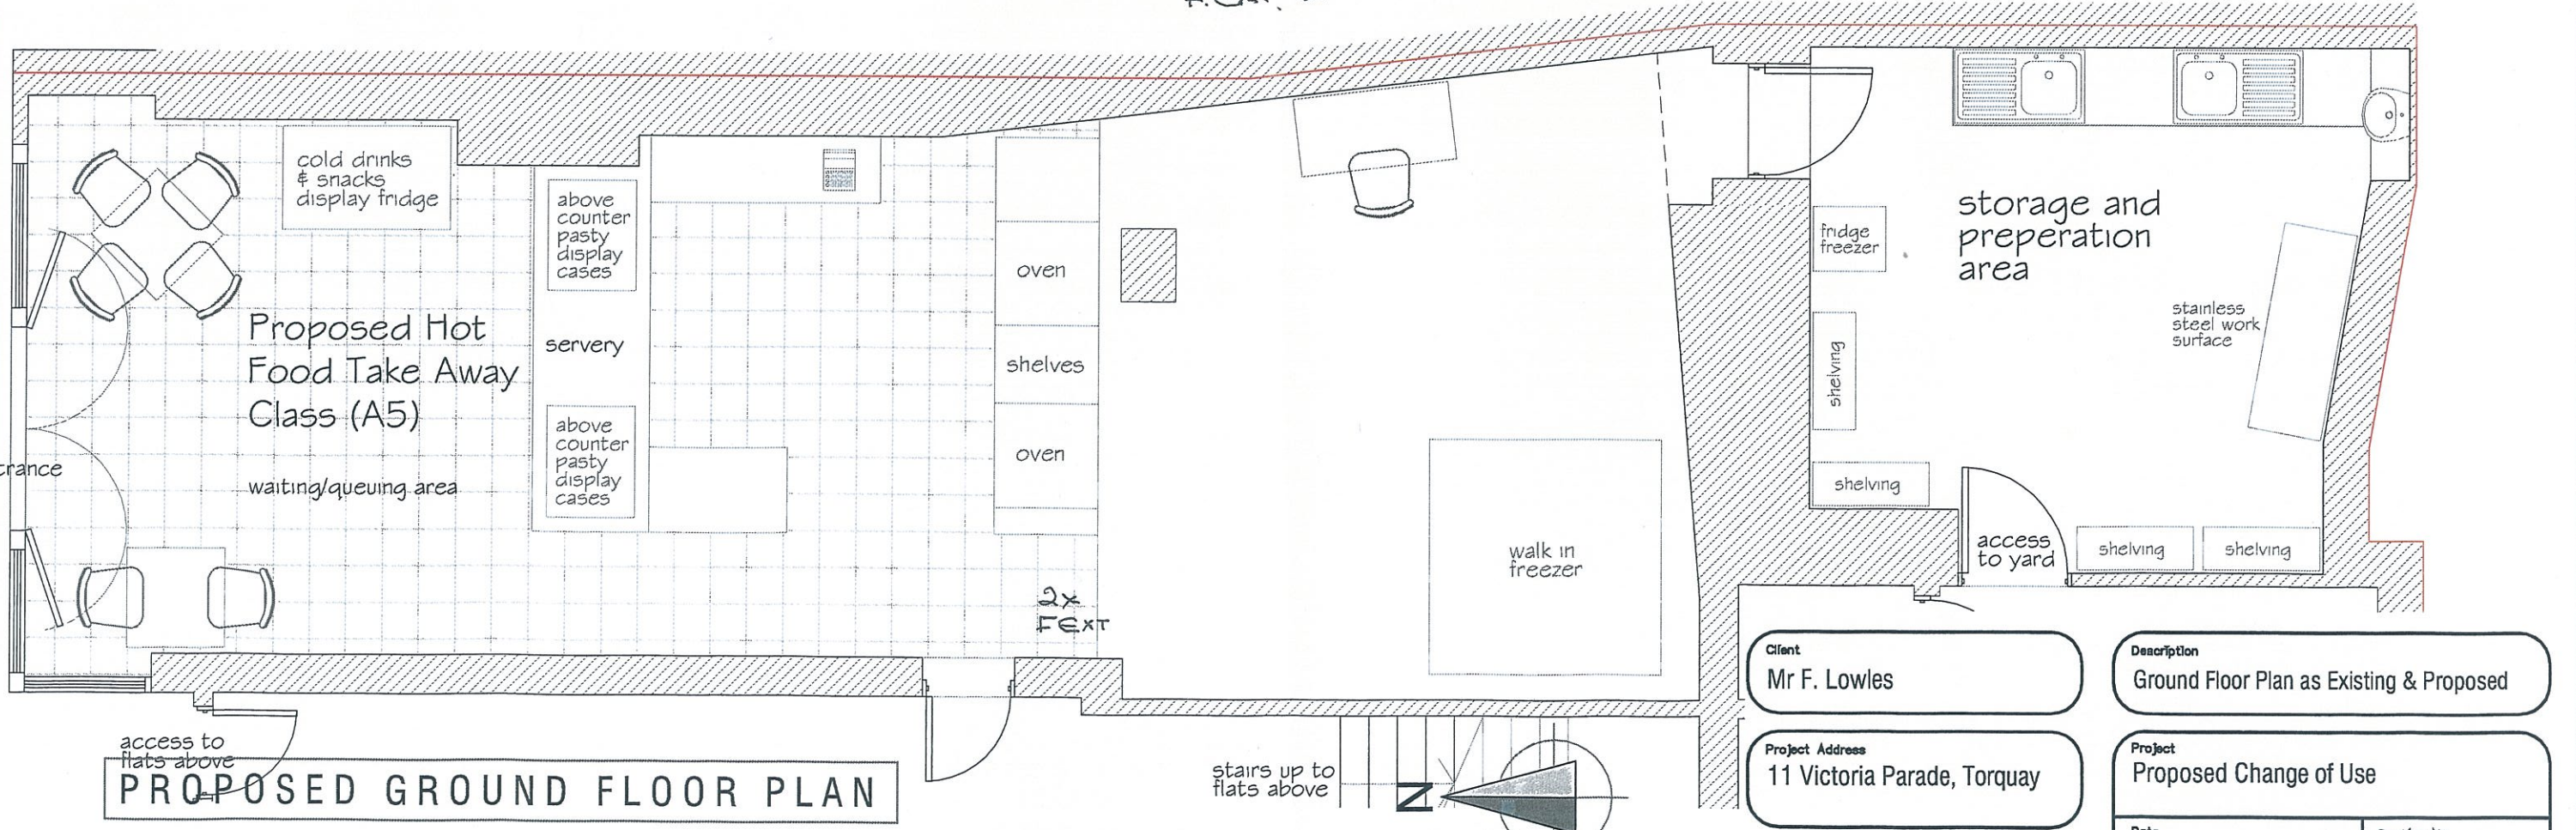 cold drinks
& snacks
display fridge
above
counter
pasty
display
cases
servery
above
counter
pasty
display
cases
Proposed Hot
Food Take Away
Class (A5)
waiting/queuing area
oven
shelves
oven
2x
FExT
walk in
freezer
fridge
freezer
shelving
shelving
storage and
preperation
area
stainless
steel work
surface
access
to yard
shelving
shelving
access to
flats above
PROPOSED GROUND FLOOR PLAN
stairs up to
flats above
N
Client
Mr F. Lowles
Description
Ground Floor Plan as Existing & Proposed
Project Address
11 Victoria Parade, Torquay
Project
Proposed Change of Use